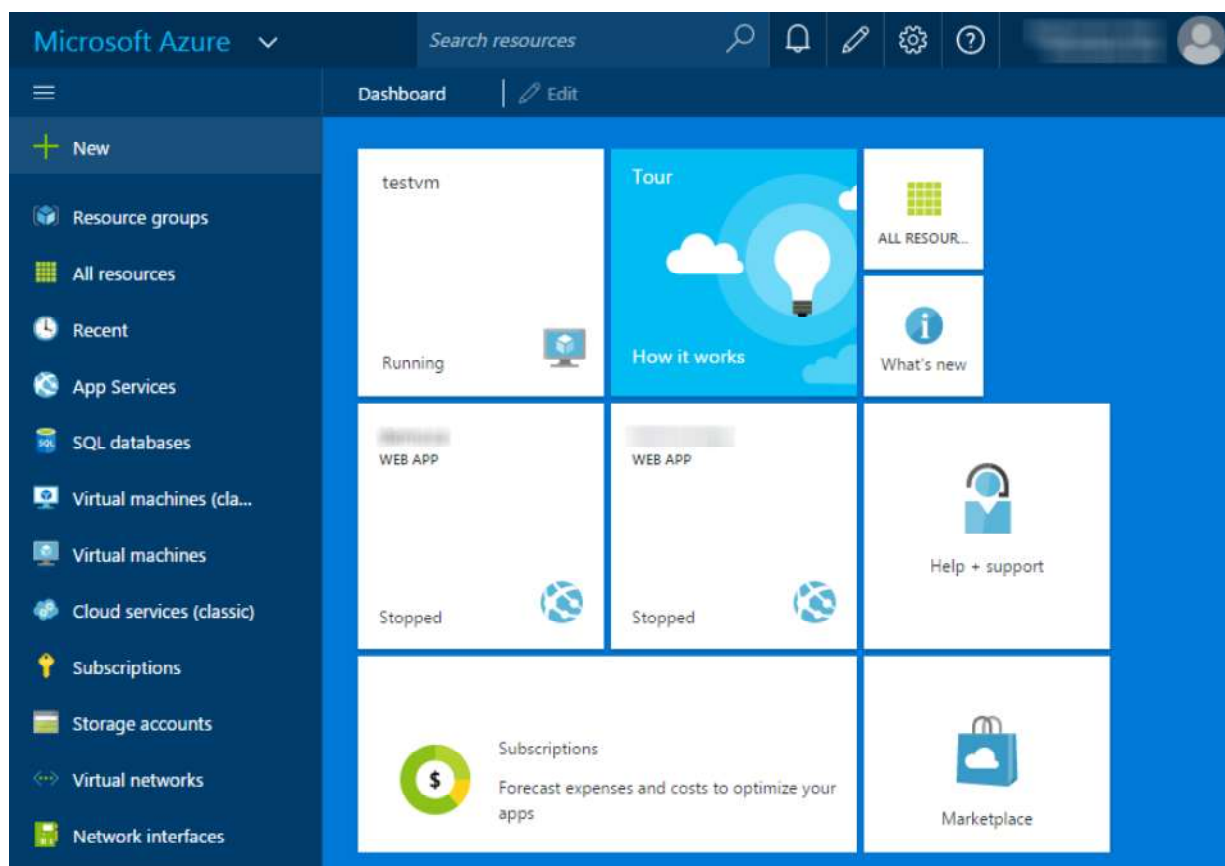 Microsoft Azure
Search resources
Dashboard
Edit
New
Resource groups
All resources
Recent
App Services
SQL databases
Virtual machines (cla...
Virtual machines
Cloud services (classic)
Subscriptions
Storage accounts
Virtual networks
Network interfaces
testvm
Running
Tour
How it works
ALL RESOUR...
What's new
WEB APP
Stopped
WEB APP
Stopped
Help + support
$
Subscriptions
Forecast expenses and costs to optimize your
apps
Marketplace